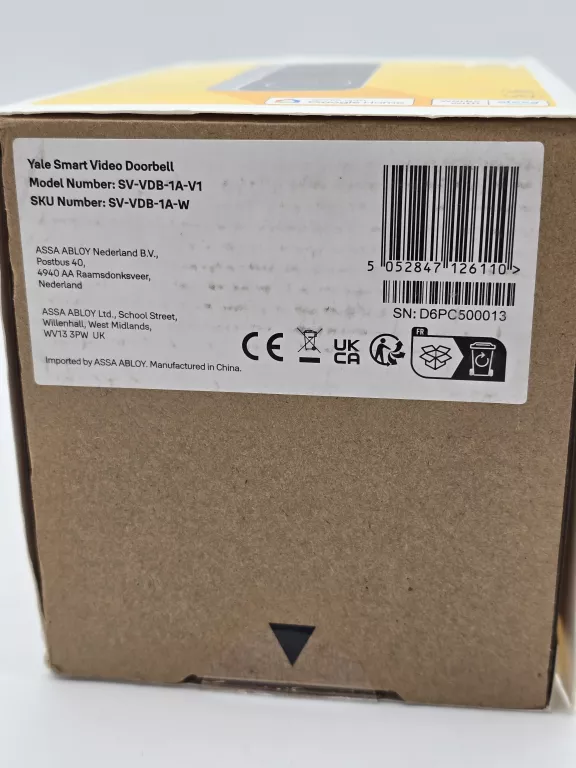 Yale Smart Video Doorbell
Model Number: SV-VDB-1A-V1
SKU Number: SV-VDB-1A-W
ASSA ABLOY Nederland B.V.,
Postbus 40,
4940 AA Raamsdonksveer,
Nederland
ASSA ABLOY Ltd., School Street,
Willenhall, West Midlands,
WV13 3PW UK
Imported by ASSA ABLOY. Manufactured in China.
5 052847 126110 >
SN: D6PC500013
CE
UK
CA
FR